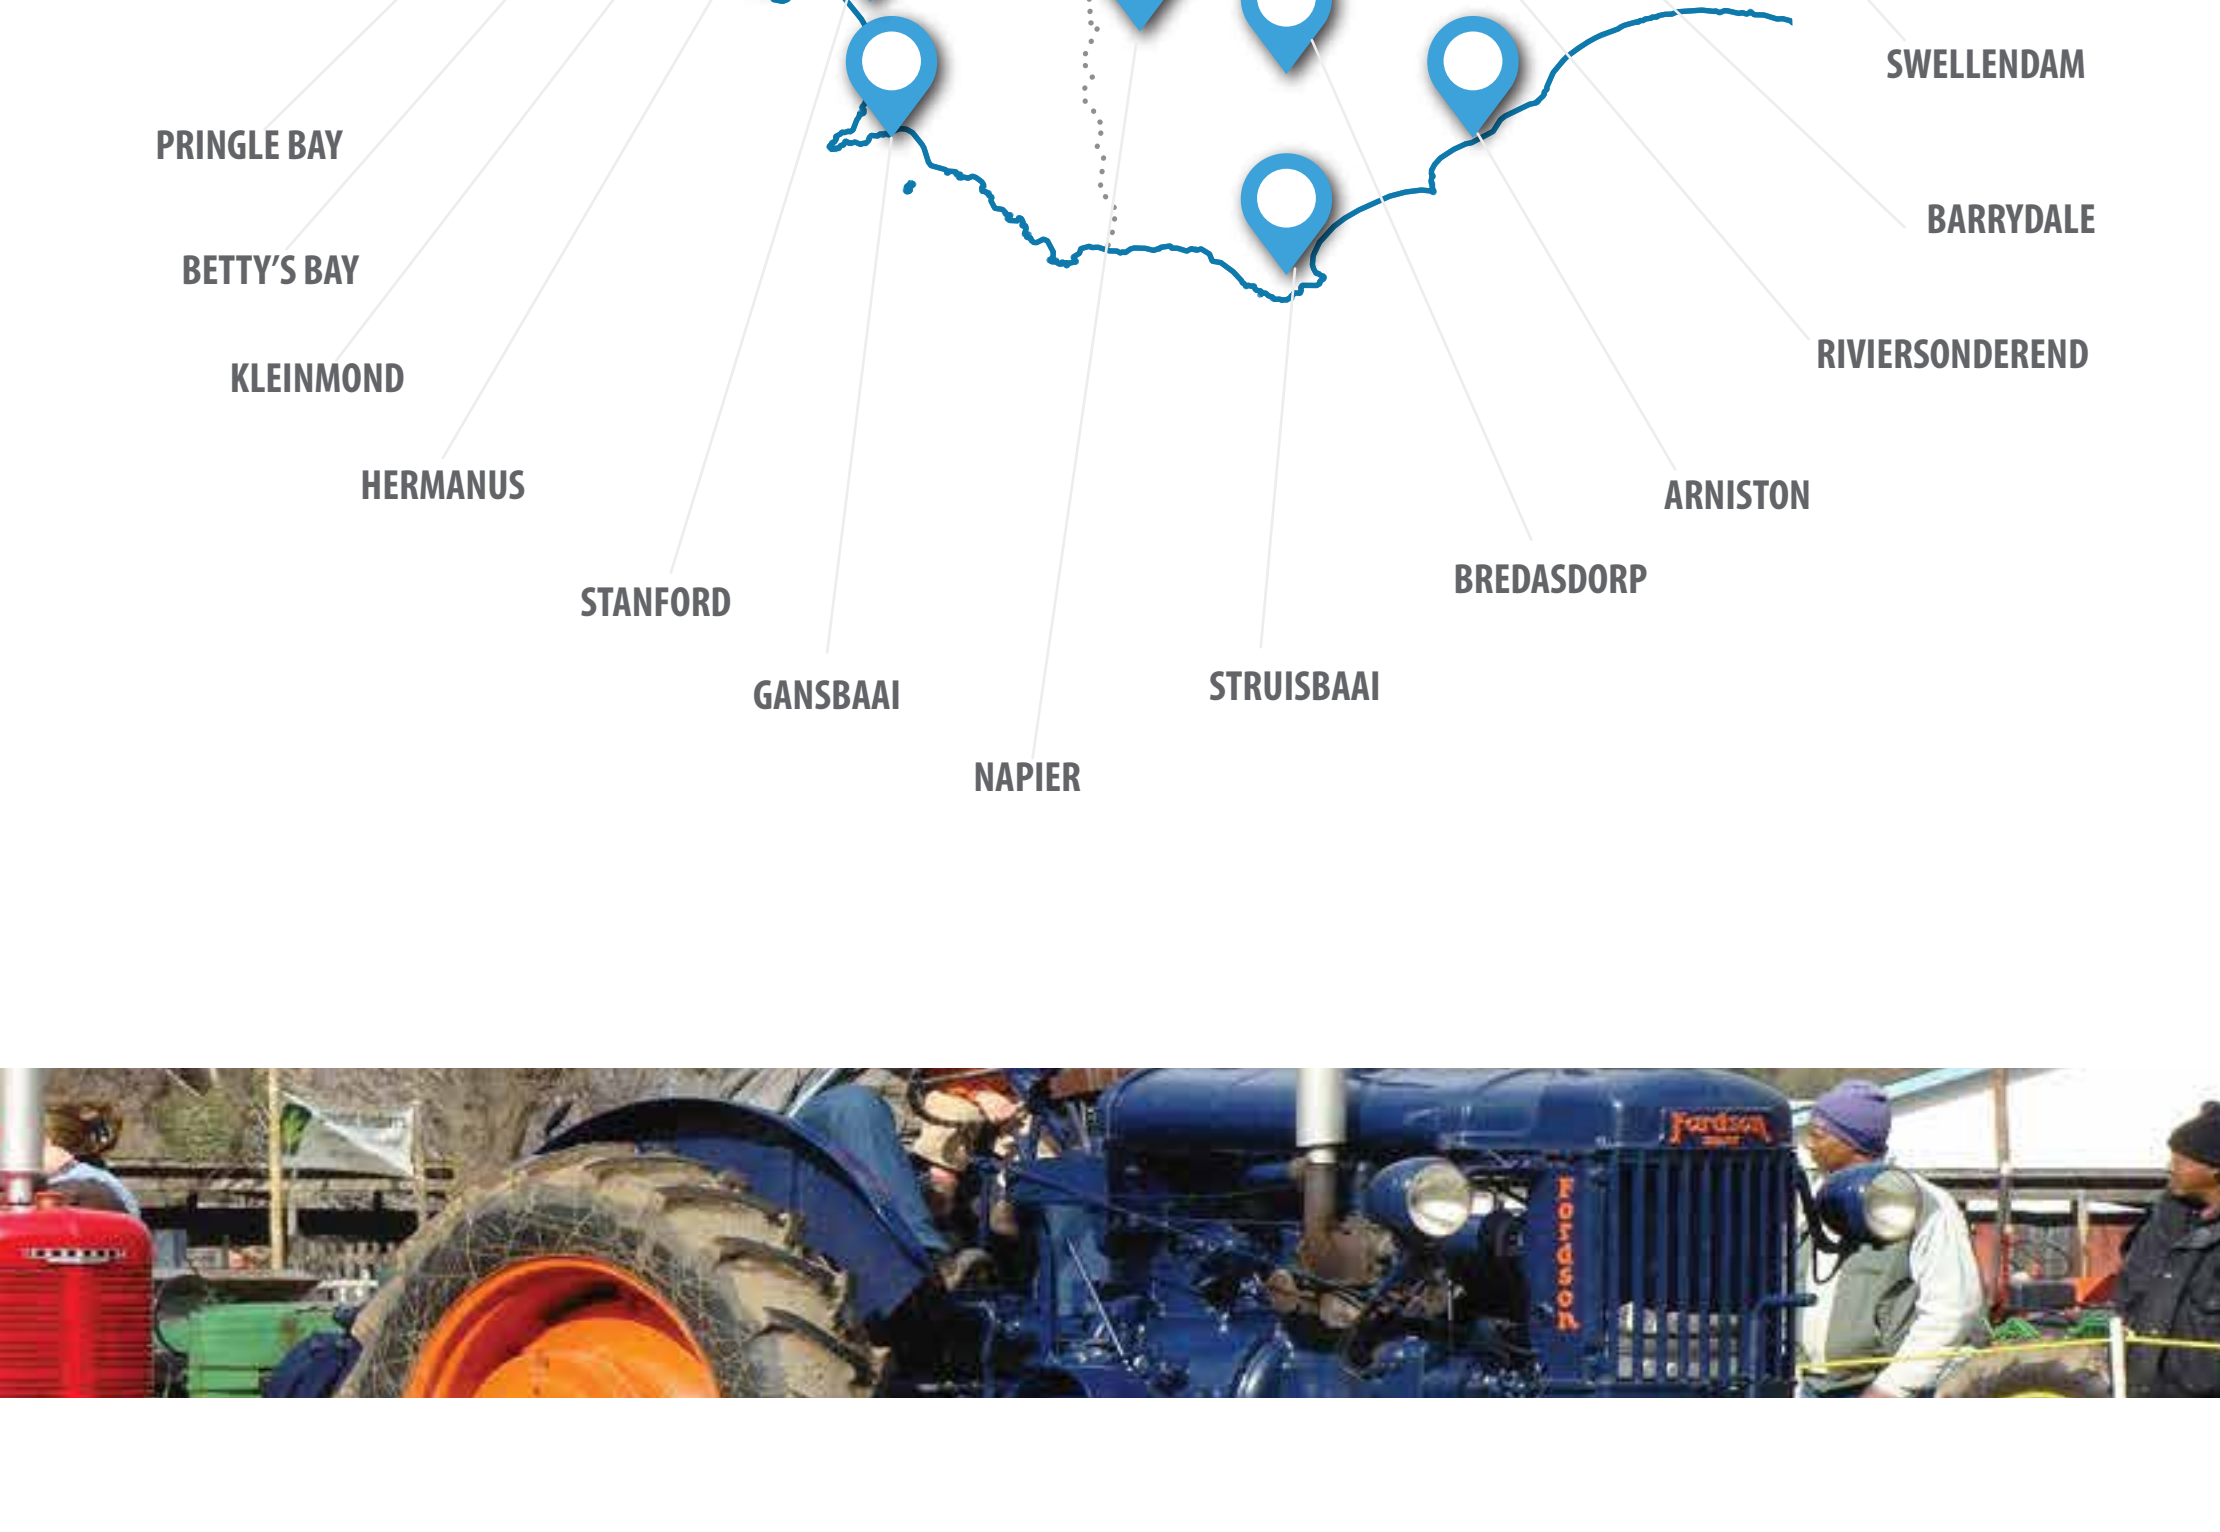 SWELLENDAM
PRINGLE BAY
BARRYDALE
BETTY'S BAY
RIVIERSONDEREND
KLEINMOND
HERMANUS
ARNISTON
BREDASDORP
STANFORD
STRUISBAAI
GANSBAAI
NAPIER
Fordson
Fordson